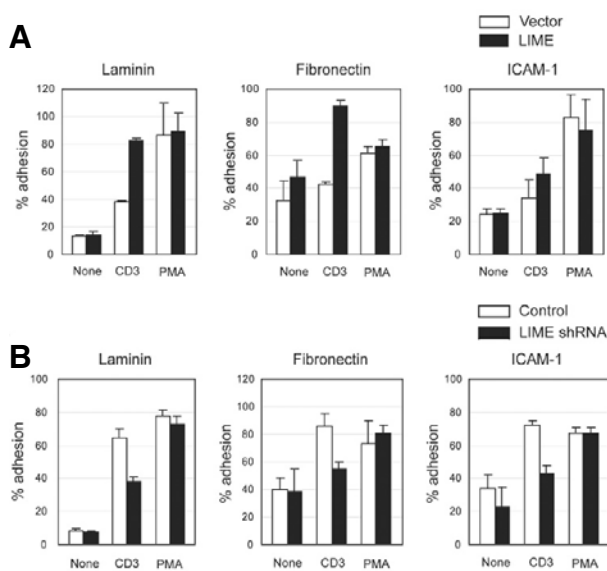 A
Vector
LIME
Laminin
Fibronectin
ICAM-1
% adhesion
120
100
80
60
40
20
0
None CD3 PMA
% adhesion
100
80
60
40
20
0
None CD3 PMA
% adhesion
100
80
60
40
20
0
None CD3 PMA
B
Control
LIME shRNA
Laminin
Fibronectin
ICAM-1
% adhesion
100
80
60
40
20
0
None CD3 PMA
% adhesion
120
100
80
60
40
20
0
None CD3 PMA
% adhesion
100
80
60
40
20
0
None CD3 PMA